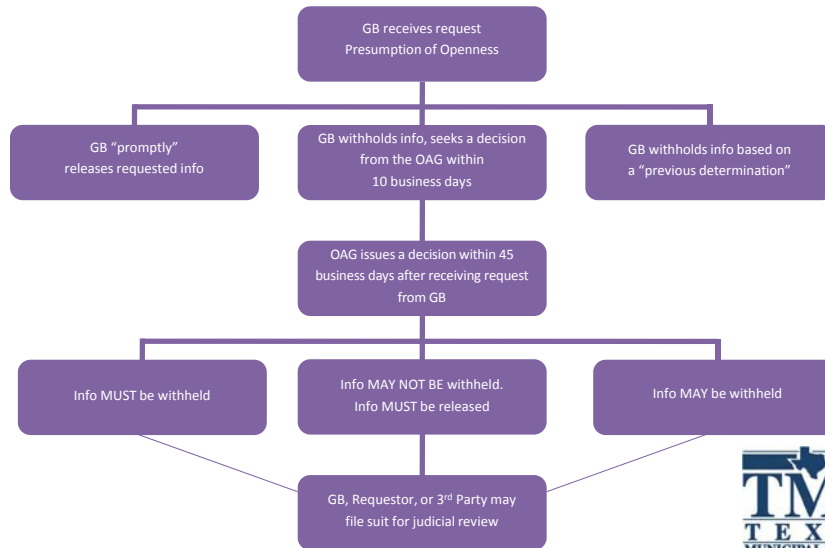 GB receives request
Presumption of Openness
GB “promptly”
releases requested info
GB withholds info, seeks a decision
from the OAG within
10 business days
GB withholds info based on
a “previous determination”
OAG issues a decision within 45
business days after receiving request
from GB
Info MUST be withheld
Info MAY NOT BE withheld.
Info MUST be released
Info MAY be withheld
GB, Requestor, or 3rd Party may
file suit for judicial review
TM
TEX
MUNICIPAL